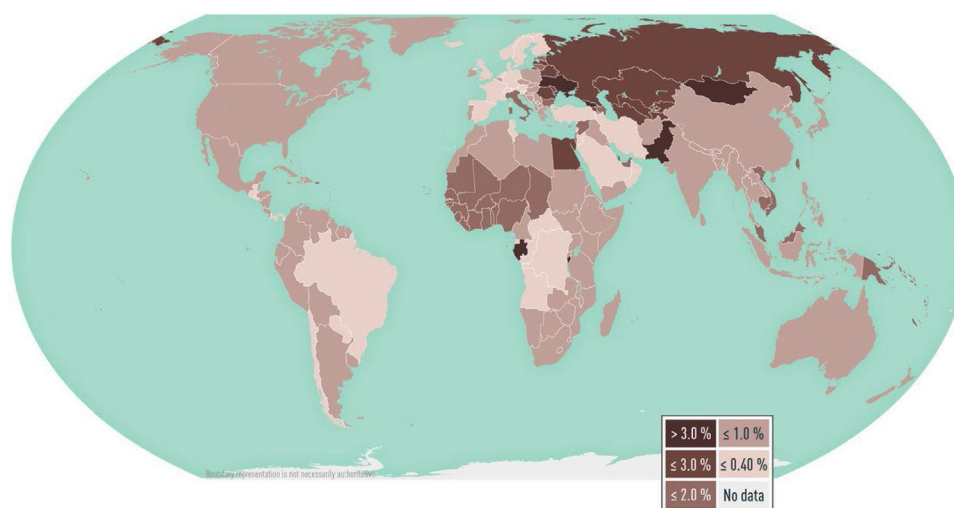 Boundary representation is not necessarily authoritative.
> 3.0 % ≤ 1.0 %
≤ 3.0 % ≤ 0.40 %
≤ 2.0 % No data